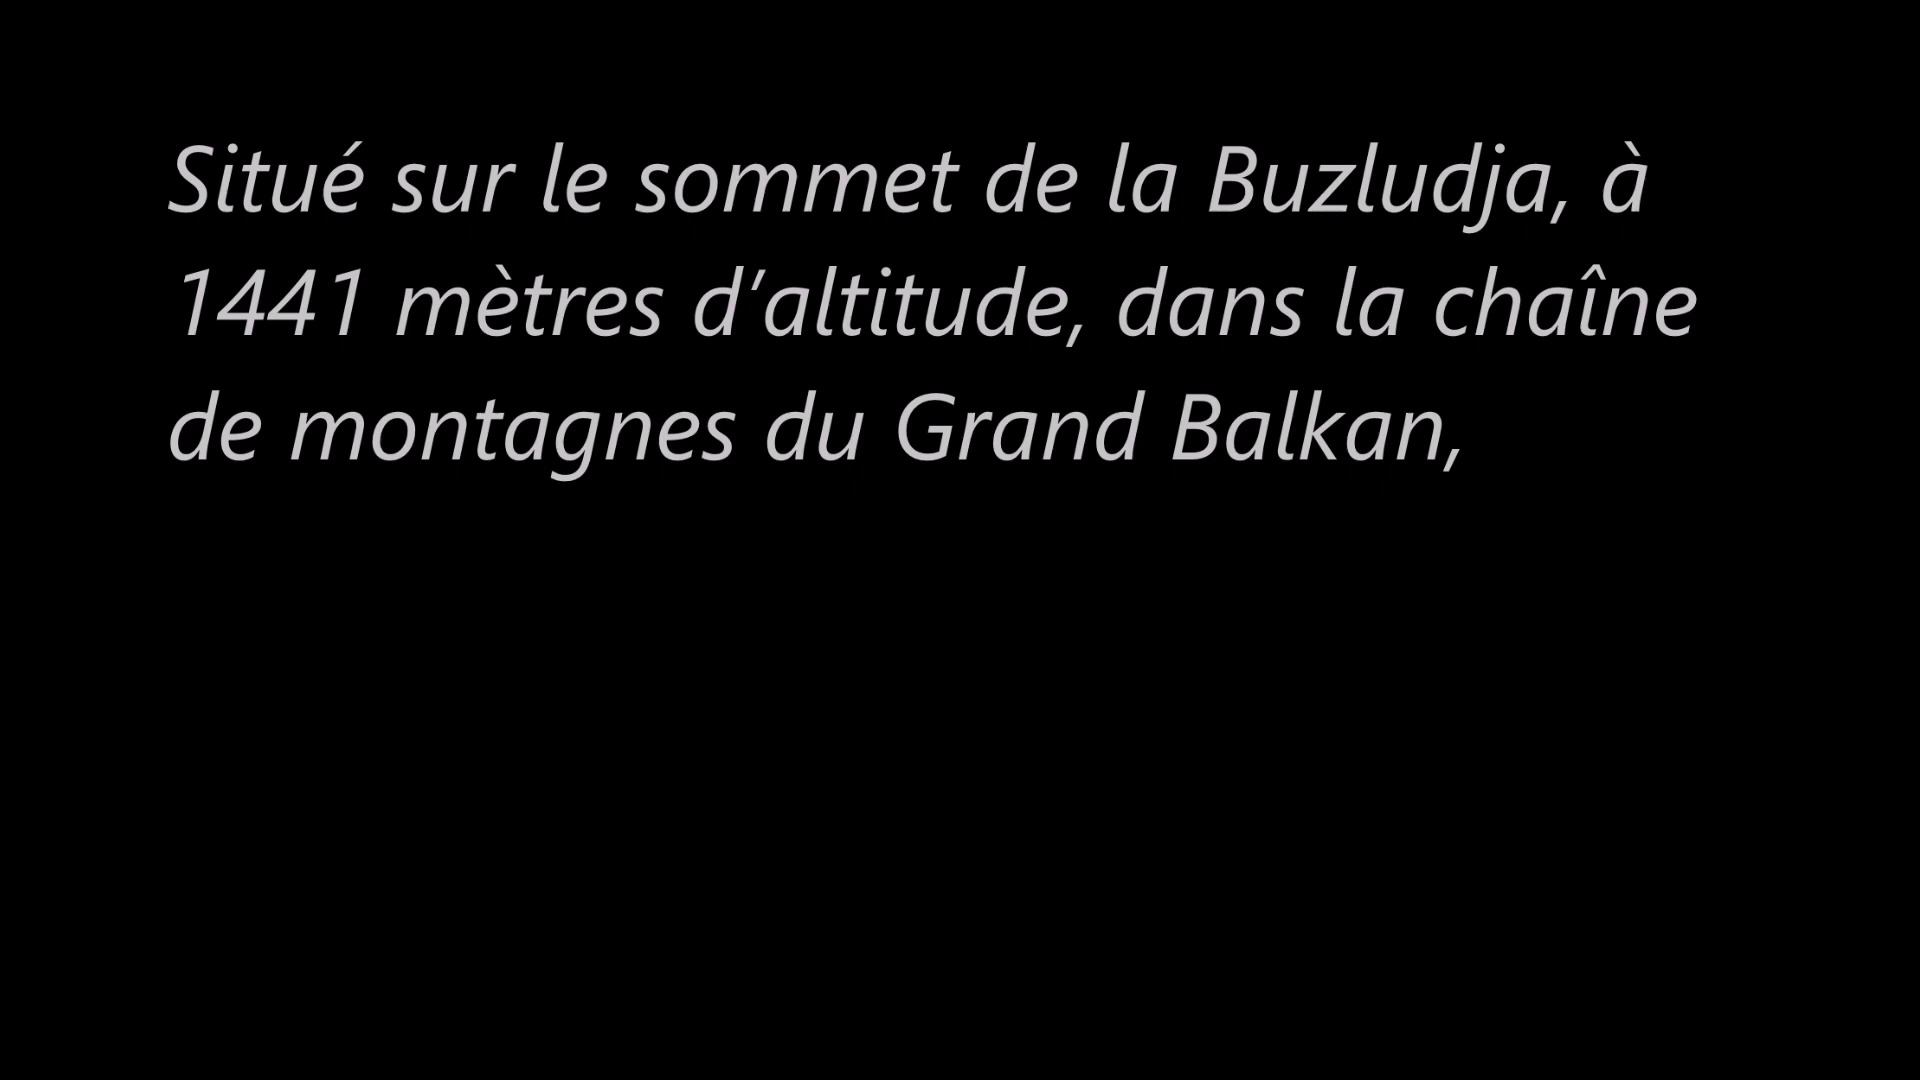 Situé sur le sommet de la Buzludja, à
1441 mètres d’altitude, dans la chaîne
de montagnes du Grand Balkan,